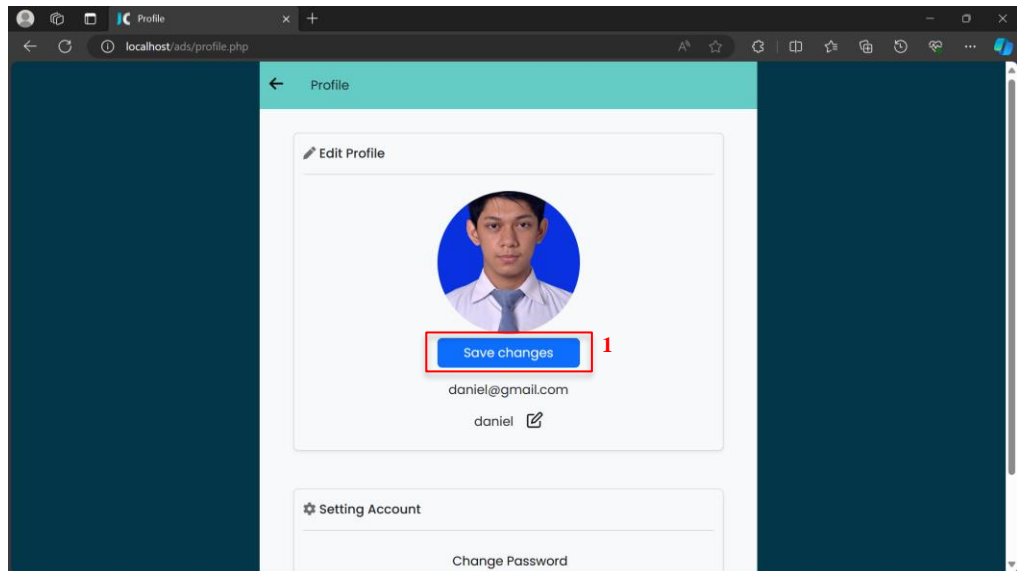 Profile
localhost/ads/profile.php
Profile
Edit Profile
Save changes
1
daniel@gmail.com
daniel
Setting Account
Change Password